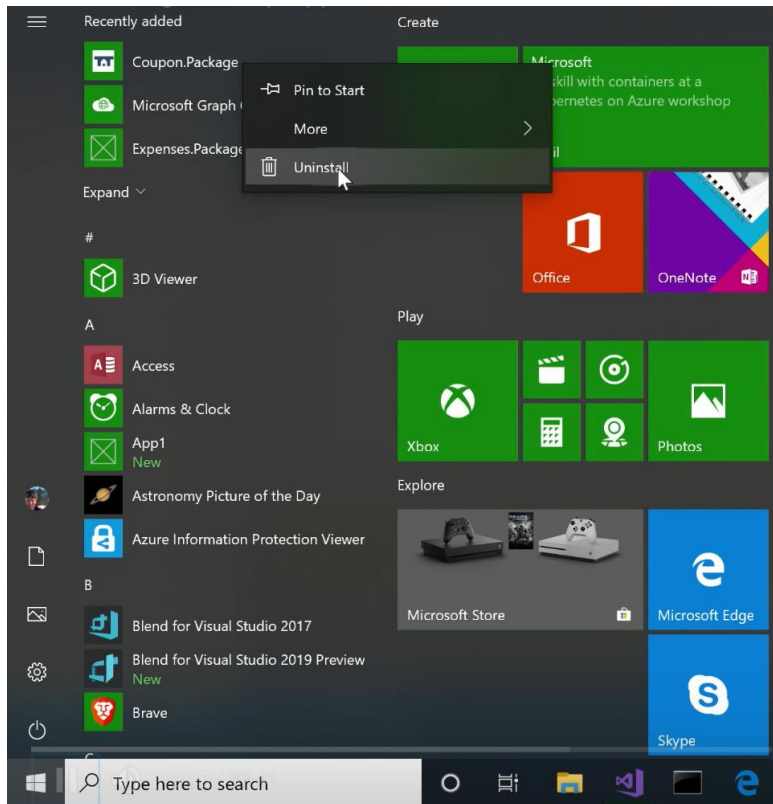 Recently added
Coupon.Package
Microsoft Graph
Expenses.Package
Expand
#
3D Viewer
A
Access
Alarms & Clock
App1
New
Astronomy Picture of the Day
Azure Information Protection Viewer
B
Blend for Visual Studio 2017
Blend for Visual Studio 2019 Preview
New
Brave
Pin to Start
More
Uninstall
Create
Microsoft
skill with containers at a
ernetes on Azure workshop
Office
OneNote
Play
Xbox
Photos
Explore
Microsoft Store
Microsoft Edge
Skype
Type here to search